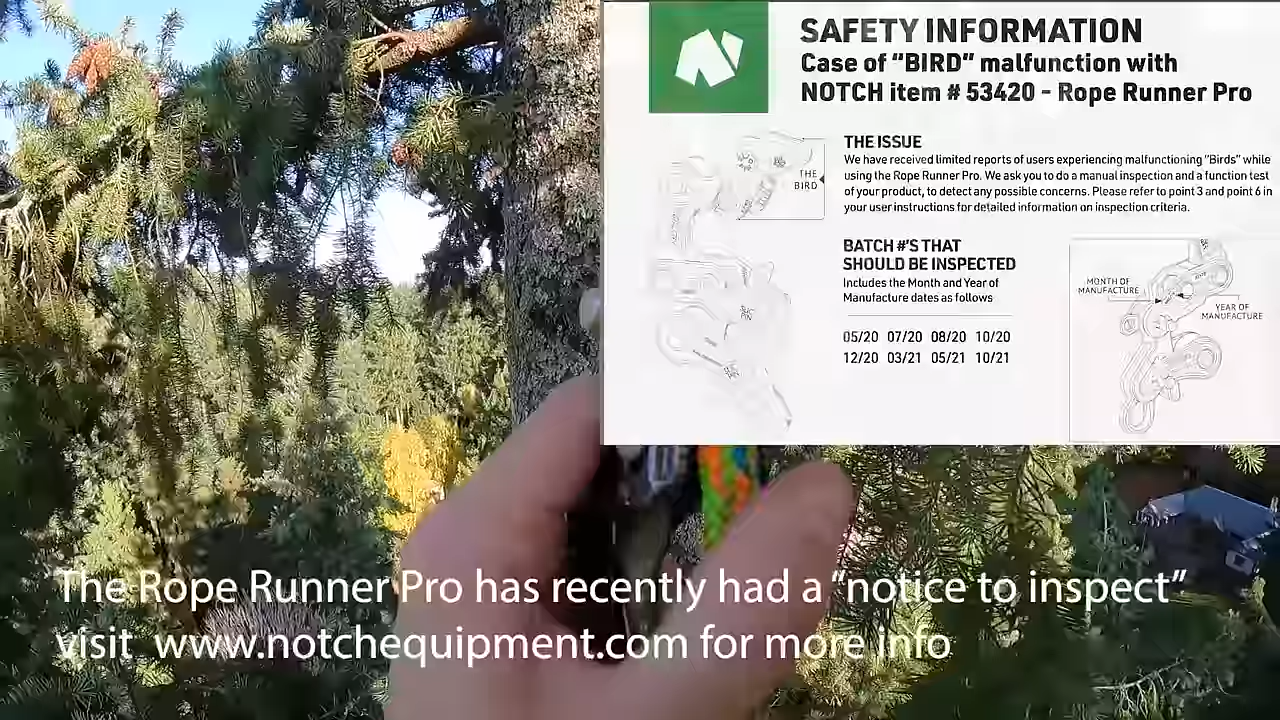 SAFETY INFORMATION
Case of “BIRD” malfunction with
NOTCH item # 53420 - Rope Runner Pro
THE ISSUE
We have received limited reports of users experiencing malfunctioning "Birds" while
using the Rope Runner Pro. We ask you to do a manual inspection and a function test
of your product, to detect any possible concerns. Please refer to point 3 and point 6 in
your user instructions for detailed information on inspection criteria.
THE
BIRD
BATCH #'S THAT
SHOULD BE INSPECTED
Includes the Month and Year of
Manufacture dates as follows
05/20 07/20 08/20 10/20
12/20 03/21 05/21 10/21
MONTH OF
MANUFACTURE
YEAR OF
MANUFACTURE
The Rope Runner Pro has recently had a “notice to inspect”
visit www.notchequipment.com for more info